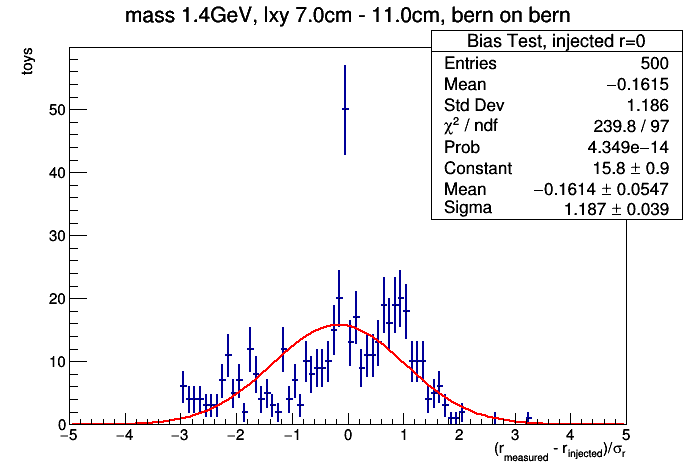 mass 1.4GeV, lxy 7.0cm - 11.0cm, bern on bern
toys
Bias Test, injected r=0
Entries 500
Mean −0.1615
Std Dev 1.186
χ² / ndf 239.8 / 97
Prob 4.349e−14
Constant 15.8 ± 0.9
Mean −0.1614 ± 0.0547
Sigma 1.187 ± 0.039
50
40
30
20
10
0
−5 −4 −3 −2 −1 0 1 2 3 4 5
(r_measured - r_injected)/σ_r